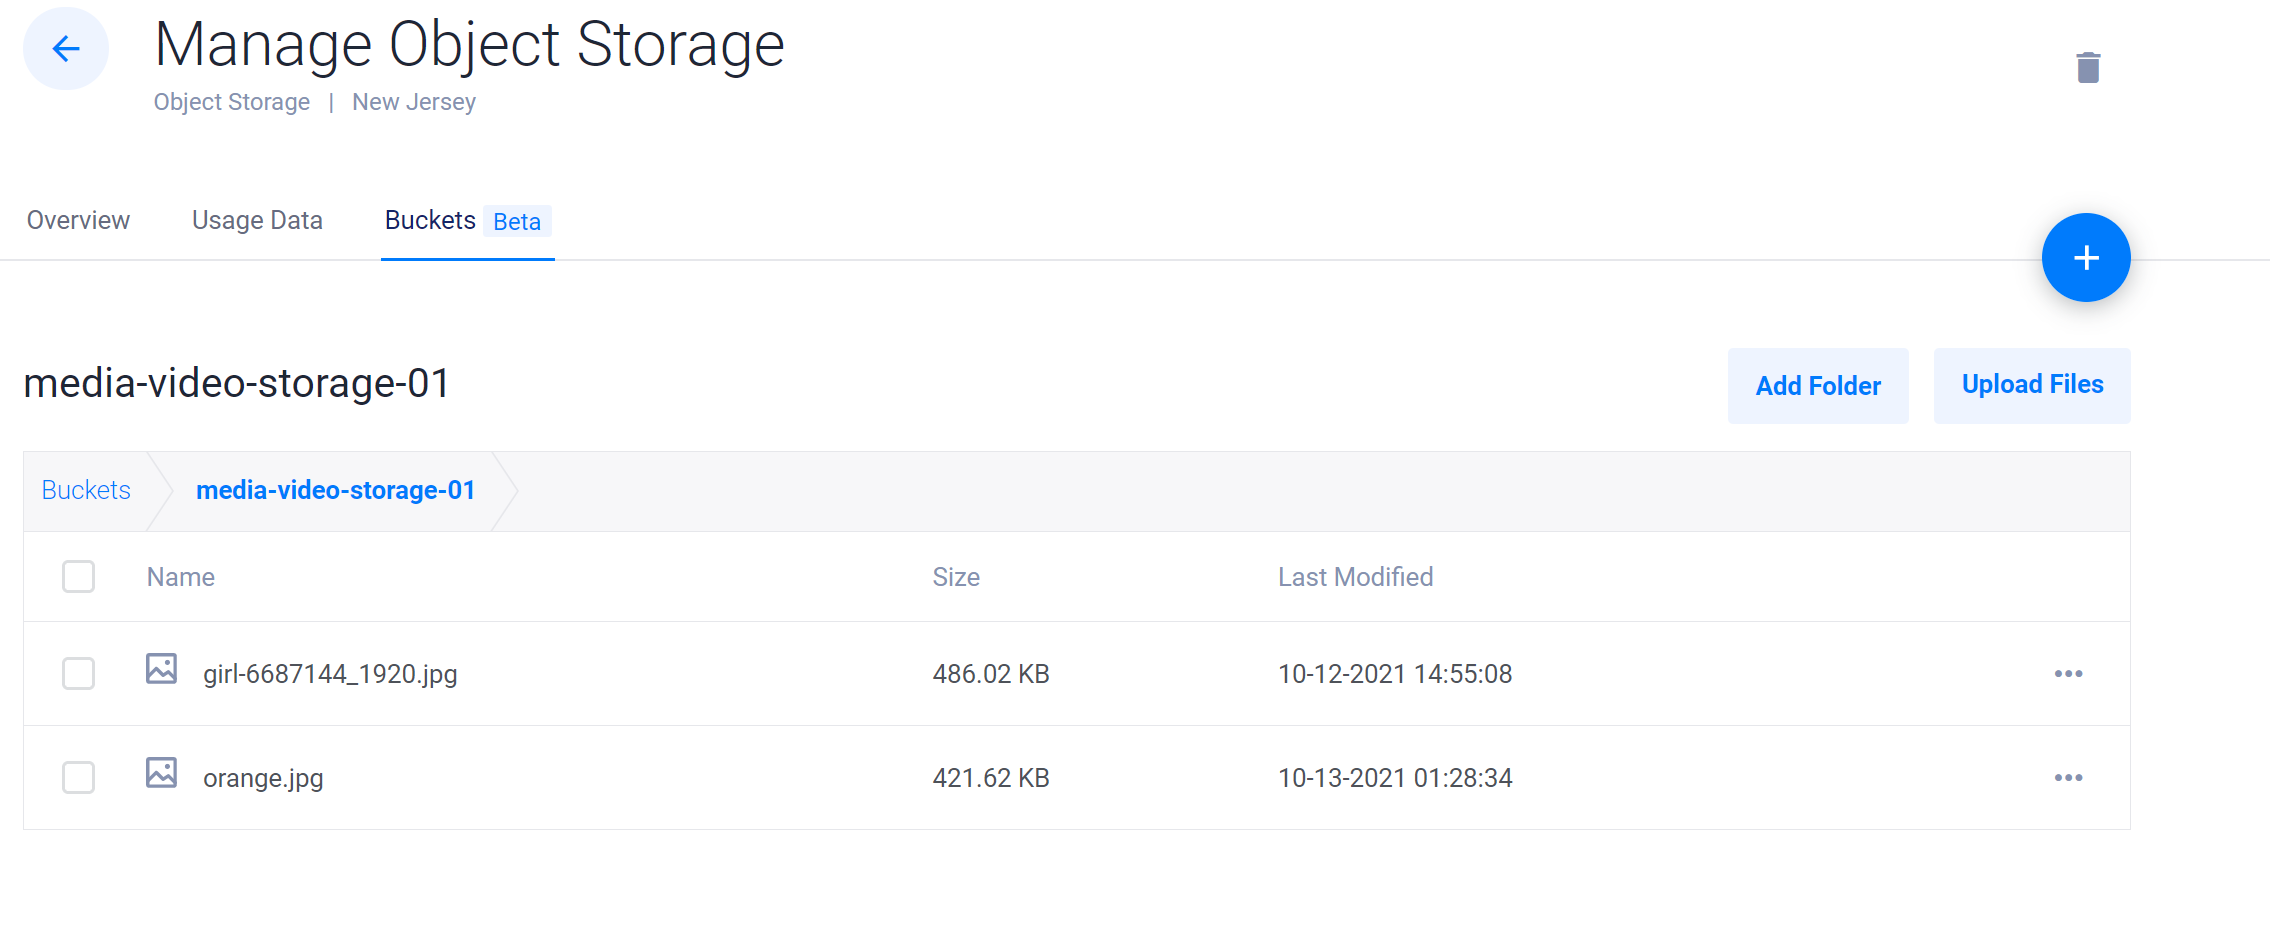 Manage Object Storage
Object Storage | New Jersey
Overview Usage Data Buckets Beta
+
media-video-storage-01
Add Folder Upload Files
Buckets media-video-storage-01
Name Size Last Modified
girl-6687144_1920.jpg 486.02 KB 10-12-2021 14:55:08
orange.jpg 421.62 KB 10-13-2021 01:28:34